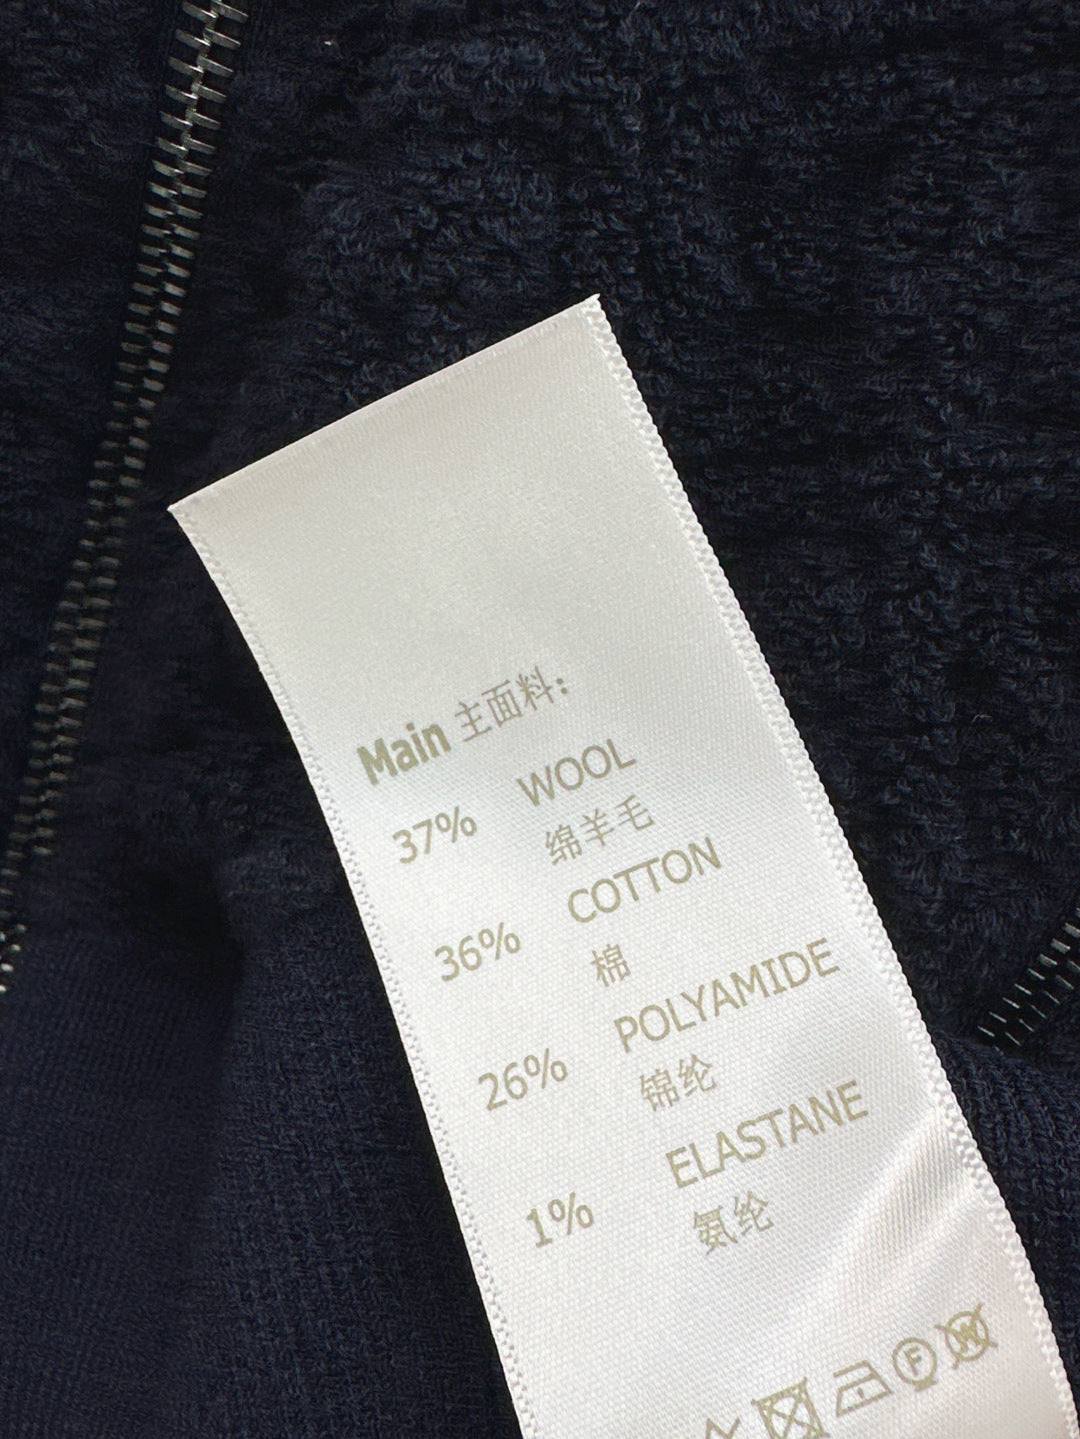 Main 主面料:
37% WOOL
绵羊毛
36% COTTON
棉
26% POLYAMIDE
锦纶
1% ELASTANE
氨纶
F W